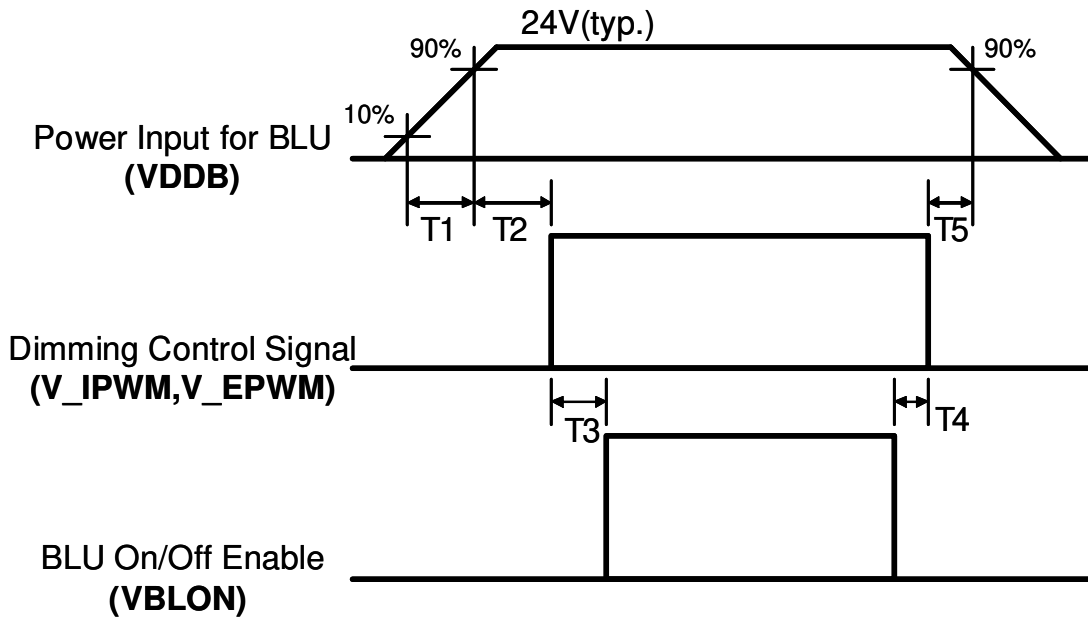 24V(typ.)
90%
90%
10%
Power Input for BLU
(VDDB)
T1
T2
T5
Dimming Control Signal
(V_IPWM,V_EPWM)
T3
T4
BLU On/Off Enable
(VBLON)